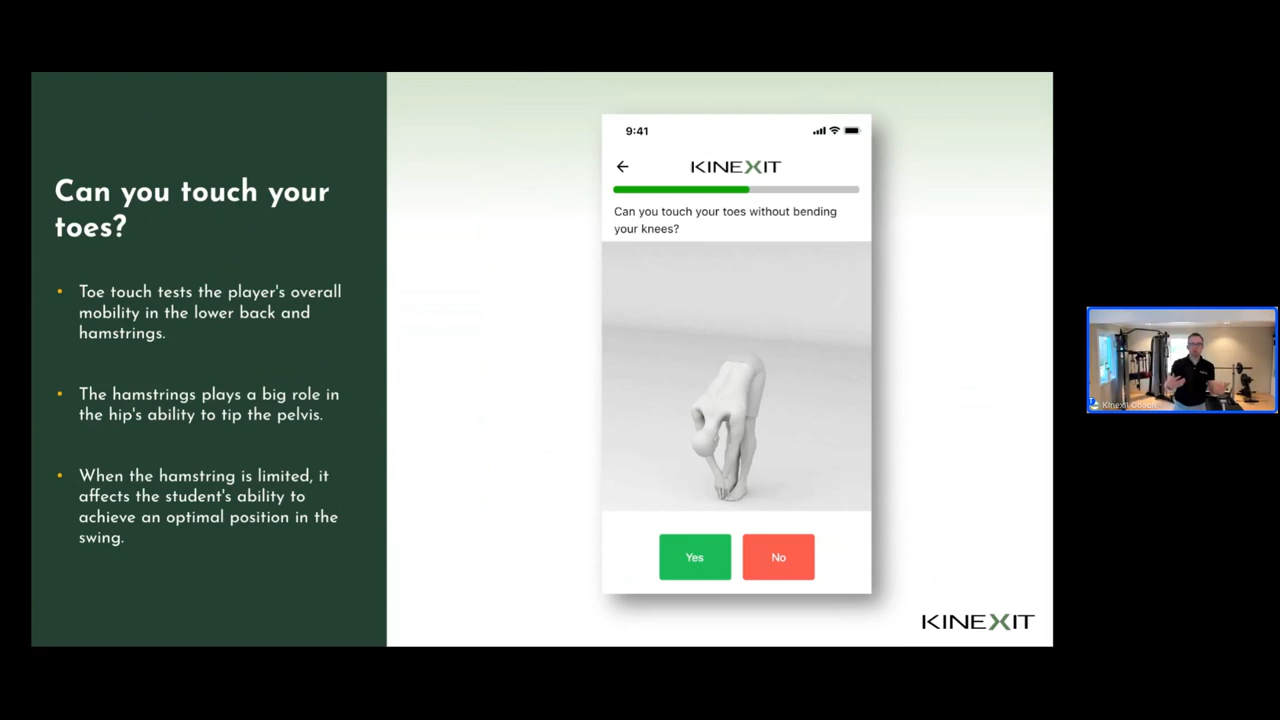 Can you touch your
toes?
• Toe touch tests the player's overall
mobility in the lower back and
hamstrings.
• The hamstrings plays a big role in
the hip's ability to tip the pelvis.
• When the hamstring is limited, it
affects the student's ability to
achieve an optimal position in the
swing.
9:41
KINEXIT
Can you touch your toes without bending
your knees?
Yes
No
KINEXIT
Kinexit Coach